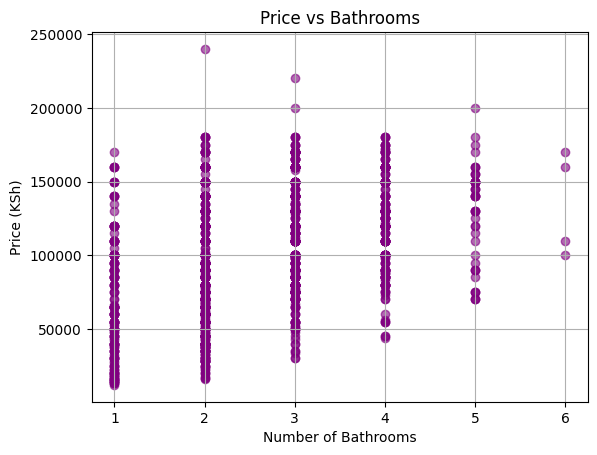 Price vs Bathrooms
250000
200000
150000
100000
50000
Price (KSh)
1 2 3 4 5 6
Number of Bathrooms